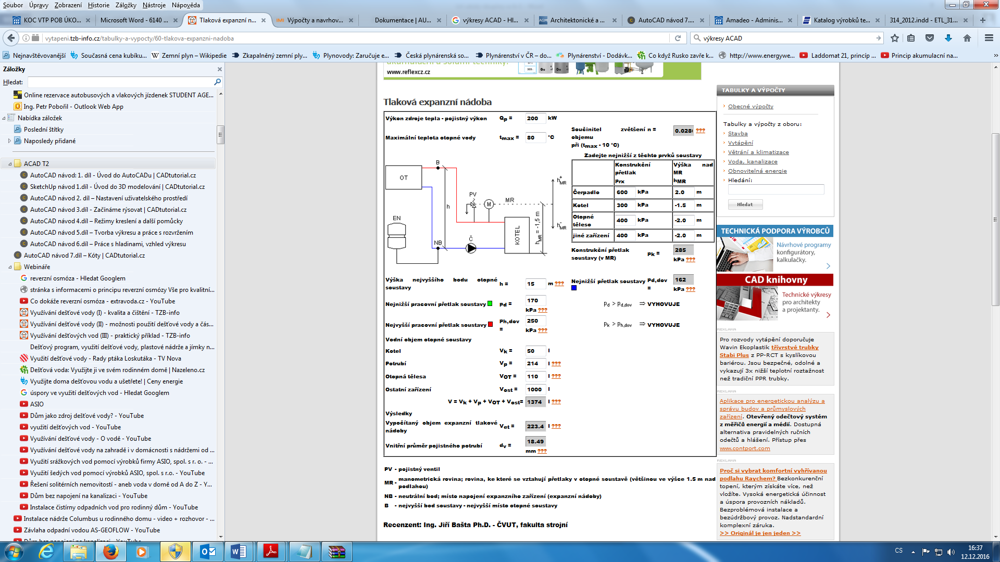 Soubor Úpravy Zobrazení Historie Záložky Nástroje Nápověda
KOC VTP POB ÚKO...
Microsoft Word - 6140 ...
Tlaková expanzní n...
Výpočty a navrhov...
Dokumentace | AU...
výkresy ACAD - Hl...
Architektonické a ...
AutoCAD návod 7....
Amadeo - Adminis...
Katalog výrobků te...
314_2012.indd - ETL_31...
vytapeni.tzb-info.cz/tabulky-a-vypocty/60-tlakova-expanzni-nadoba
výkresy ACAD
Nejnavštěvovanější
Současná cena kubíku...
Zemní plyn – Wikipedie
Zkapalněný zemní ply...
Plynovody: Zaručuje e...
Česká plynárenská so...
Plynárenství v ČR – do...
Plynárenství - Dodávk...
Co když Rusko zavře k...
http://www.energywe...
Laddomat 21, princip ...
Princip akumulacní na...
Záložky
Hledat:
Online rezervace autobusových a vlakových jízdenek STUDENT AGE...
Ing. Petr Pobořil - Outlook Web App
Nabídka záložek
Poslední štítky
Naposledy přidané
ACAD T2
AutoCAD návod: 1. díl - Úvod do AutoCADu | CADtutorial.cz
SketchUp návod 1.díl - Úvod do 3D modelování | CADtutorial.cz
AutoCAD návod 2. díl – Nastavení uživatelského prostředí
AutoCAD návod 3.díl - Začínáme rýsovat | CADtutorial.cz
AutoCAD návod 4.díl – Režimy kreslení a další pomůcky
AutoCAD návod 5.díl – Tvorba výkresu a práce s rozvržením
AutoCAD návod 6.díl – Práce s hladinami, vzhled výkresu
AutoCAD návod 7.díl – Kóty | CADtutorial.cz
Webináře
reverzní osmóza - Hledat Googlem
stránka s informacemi o principu reverzní osmózy Vše pro kvalitní...
Co dokáže reverzní osmóza - extravoda.cz - YouTube
Využívání dešťové vody (I) - kvalita a čištění - TZB-info
Využívání dešťové vody (II) - možnosti použití dešťové vody a čás...
Využívání dešťových vod (III) - praktický příklad - TZB-info
Dešťový program, využití dešťové vody, plastové nádrže a jímky n...
Využití dešťové vody - Rady ptáka Loskutáka - TV Nova
Dešťová voda: Využijte ji ve svém rodinném domě | Nazeleno.cz
Využijte doma dešťovou vodu a ušetřete! | Ceny energie
úspory ve využití dešťových vod - Hledat Googlem
ASIO
Dům jako zdroj dešťové vody? - YouTube
využití dešťových vod - YouTube
Využívání dešťové vody - O vodě - YouTube
Využívání dešťové vody na zahradě i v domácnosti s nádržemi od ...
Využití srážkových vod pomocí výrobků firmy ASIO, spol. s r. o. - ...
Využití šedých vod pomocí výrobků ASIO, spol. s r.o. - YouTube
Řešení solitérních nemovitostí - aneb voda v domě od A do Z - Y...
Dům bez napojení na kanalizaci - YouTube
Instalace čistírny odpadních vod pro rodinný dům - YouTube
Instalace nádrže Columbus u rodinného domu - video + rozhovor - ...
Závlaha odpadní vodou AS-GEOFLOW - YouTube
Dům bez napojení na kanalizaci - YouTube
akumulační a solární techniky.
www.reflexcz.cz
Tlaková expanzní nádoba
Výkon zdroje tepla - pojistný výkon Qp = 200 kW
Maximální teplota otopné vody tmax = 80 °C
Součinitel zvětšení n = 0.028 ???
objemu
při (tmax - 10 °C)
Zadejte nejnižší z těchto prvků soustavy
Konstrukční přetlak prx
Výška nad MR hMR
Čerpadlo 600 kPa 2.0 m
Kotel 300 kPa -1.5 m
Otopné těleso 400 kPa -2.0 m
jiné zařízení 400 kPa -2.0 m
OT
B
h
PV
M
MR
EN
NB
Č
KOTEL
hMR = -1,5 m
h+MR
h-MR
Konstrukční přetlak soustavy (v MR) pk = 285 kPa ???
Výška nejvyššího bodu otopné soustavy h = 15 m ???
Nejnižší přetlak soustavy pd,dov = 162 kPa ???
Nejnižší pracovní přetlak soustavy pd = 170 kPa ???
pd > pd,dov ⇒ VYHOVUJE
Nejvyšší pracovní přetlak soustavy ph,dov = 250 kPa ???
pk > ph,dov ⇒ VYHOVUJE
Vodní objem otopné soustavy
Kotel Vk = 50 l
Potrubí Vp = 214 l ???
Otopná tělesa VOT = 110 l ???
Ostatní zařízení Vost = 1000 l
V = Vk + Vp + VOT + Vost= 1374 l ???
Výsledky
Vypočítaný objem expanzní tlakové nádoby Vet = 223.4 l ???
Vnitřní průměr pojistného potrubí dv = 18.49 mm ???
PV - pojistný ventil
MR - manometrická rovina; rovina, ke které se vztahují přetlaky v otopné soustavě (většinou ve výšce 1.5 m nad
podlahou)
NB - neutrální bod; místo napojení expanzního zařízení (expanzní nádoby)
B - nejvyšší bod soustavy - nejvyšší místo otopné soustavy
Recenzent: Ing. Jiří Bašta Ph.D. - ČVUT, fakulta strojní
TABULKY A VÝPOČTY
Obecné výpočty
Tabulky a výpočty z oboru:
Stavba
Vytápění
Větrání a klimatizace
Voda, kanalizace
Obnovitelná energie
Hledání:
Hledat
TECHNICKÁ PODPORA VÝROBCŮ
Návrhové programy
konfigurátory,
kalkulačky.
CAD knihovny
Technické výkresy
pro architekty
a projektanty.
REKLAMA
Pro rozvody vytápění doporučuje
Wavin Ekoplastik třívrstvé trubky
Stabi Plus z PP-RCT s kyslíkovou
bariérou. Jsou bezpečné, odolné a
vykazují 3x nižší teplotní roztažnost
než tradiční PPR trubky.
REKLAMA
Aplikace pro energetickou analýzu a
správu budov a průmyslových
zařízení. Otevřený odečtový systém
z měřičů energií a médií. Dostupná
alternativa pravidelných ručních
odečtů a hlášení. Přístup přes
www.contport.com
REKLAMA
Proč si vybrat komfortní vyhřívanou
podlahu Raychem? Bezkonkurenční
topení, kterým získáte více, než
vložíte. Vysoká energetická účinnost
a úspora provozních nákladů.
Bezproblémová instalace a
bezúdržbový provoz. Nadstandardní
komplexní záruka.
>> Originál je jen jeden >>
CS
16:37
12.12.2016